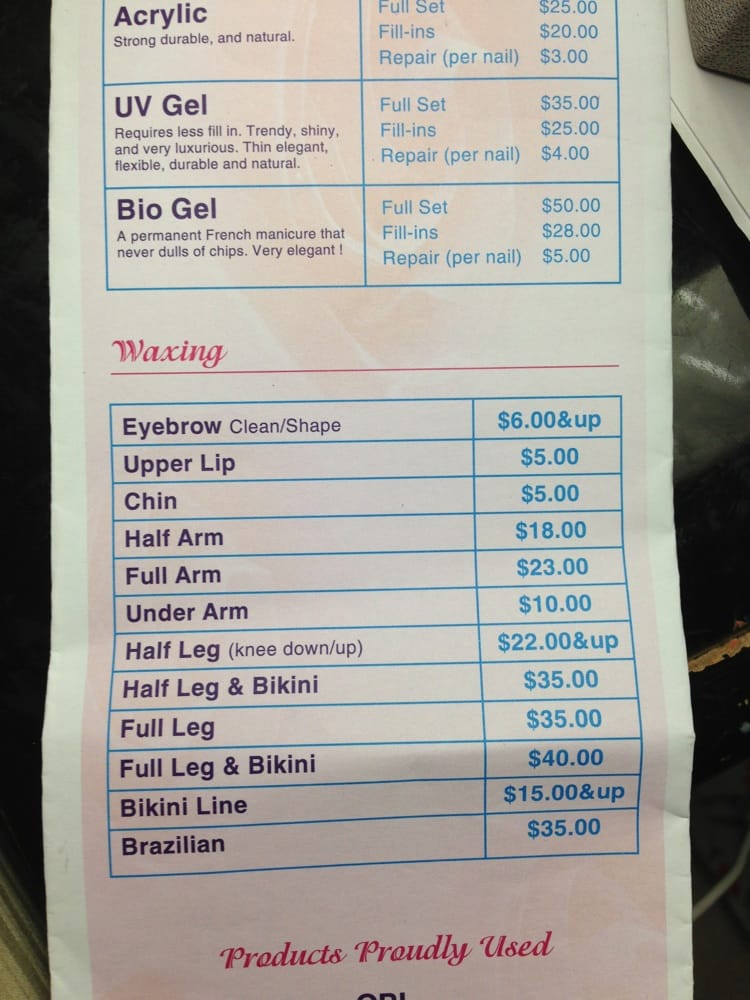 Acrylic
Strong durable, and natural.
Full Set $25.00
Fill-ins $20.00
Repair (per nail) $3.00
UV Gel
Requires less fill in. Trendy, shiny,
and very luxurious. Thin elegant,
flexible, durable and natural.
Full Set $35.00
Fill-ins $25.00
Repair (per nail) $4.00
Bio Gel
A permanent French manicure that
never dulls of chips. Very elegant !
Full Set $50.00
Fill-ins $28.00
Repair (per nail) $5.00
Waxing
Eyebrow Clean/Shape $6.00&up
Upper Lip $5.00
Chin $5.00
Half Arm $18.00
Full Arm $23.00
Under Arm $10.00
Half Leg (knee down/up) $22.00&up
Half Leg & Bikini $35.00
Full Leg $35.00
Full Leg & Bikini $40.00
Bikini Line $15.00&up
Brazilian $35.00
Products Proudly Used